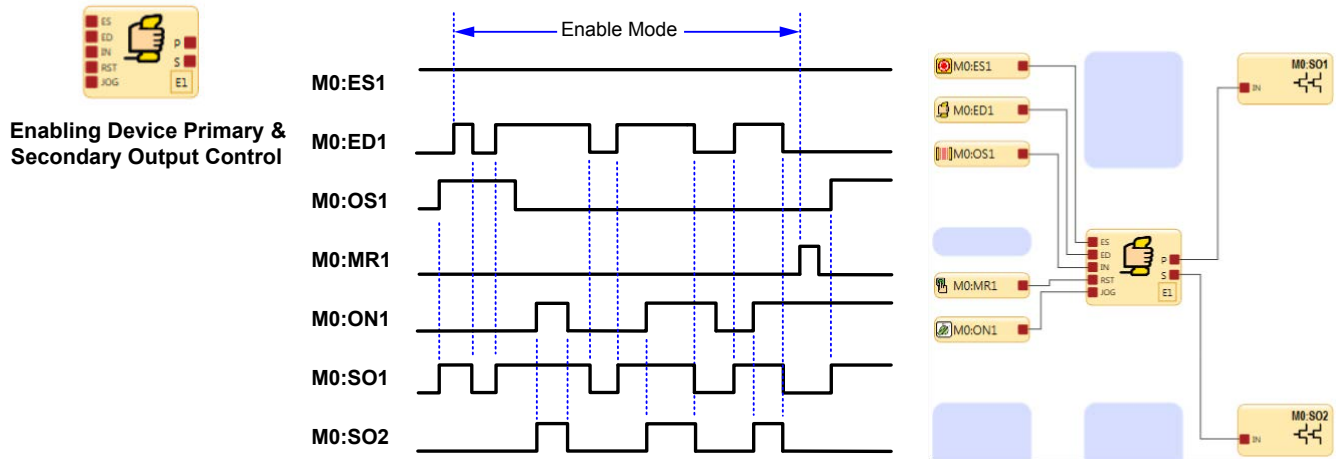 ES
ED
IN
RST
JOG
P
S
E1
Enabling Device Primary &
Secondary Output Control
Enable Mode
M0:ES1
M0:ED1
M0:OS1
M0:MR1
M0:ON1
M0:SO1
M0:SO2
M0:ES1
M0:ED1
M0:OS1
M0:MR1
M0:ON1
ES
ED
IN
RST
JOG
P
S
E1
M0:SO1
IN
M0:SO2
IN